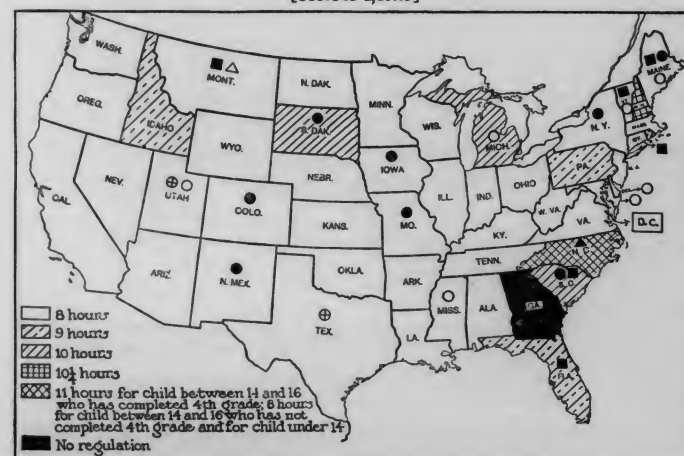 WASH.
MONT.
N. DAK.
MINN.
MAINE
OREG.
IDAHO
S. DAK.
WIS.
MICH.
N.Y.
WYO.
IOWA
PA.
NEV.
UTAH
NEBR.
ILL.
IND.
OHIO
CAL.
COLO.
KANS.
MO.
W. VA.
VA.
D.C.
KY.
ARIZ.
N. MEX.
OKLA.
ARK.
TENN.
N.C.
S.C.
TEX.
LA.
MISS.
ALA.
GA.
FLA.
8 hours
9 hours
10 hours
10¼ hours
11 hours for child between 14 and 16
who has completed 4th grade; 8 hours
for child between 14 and 16 who has not
completed 4th grade and for child under 14
No regulation